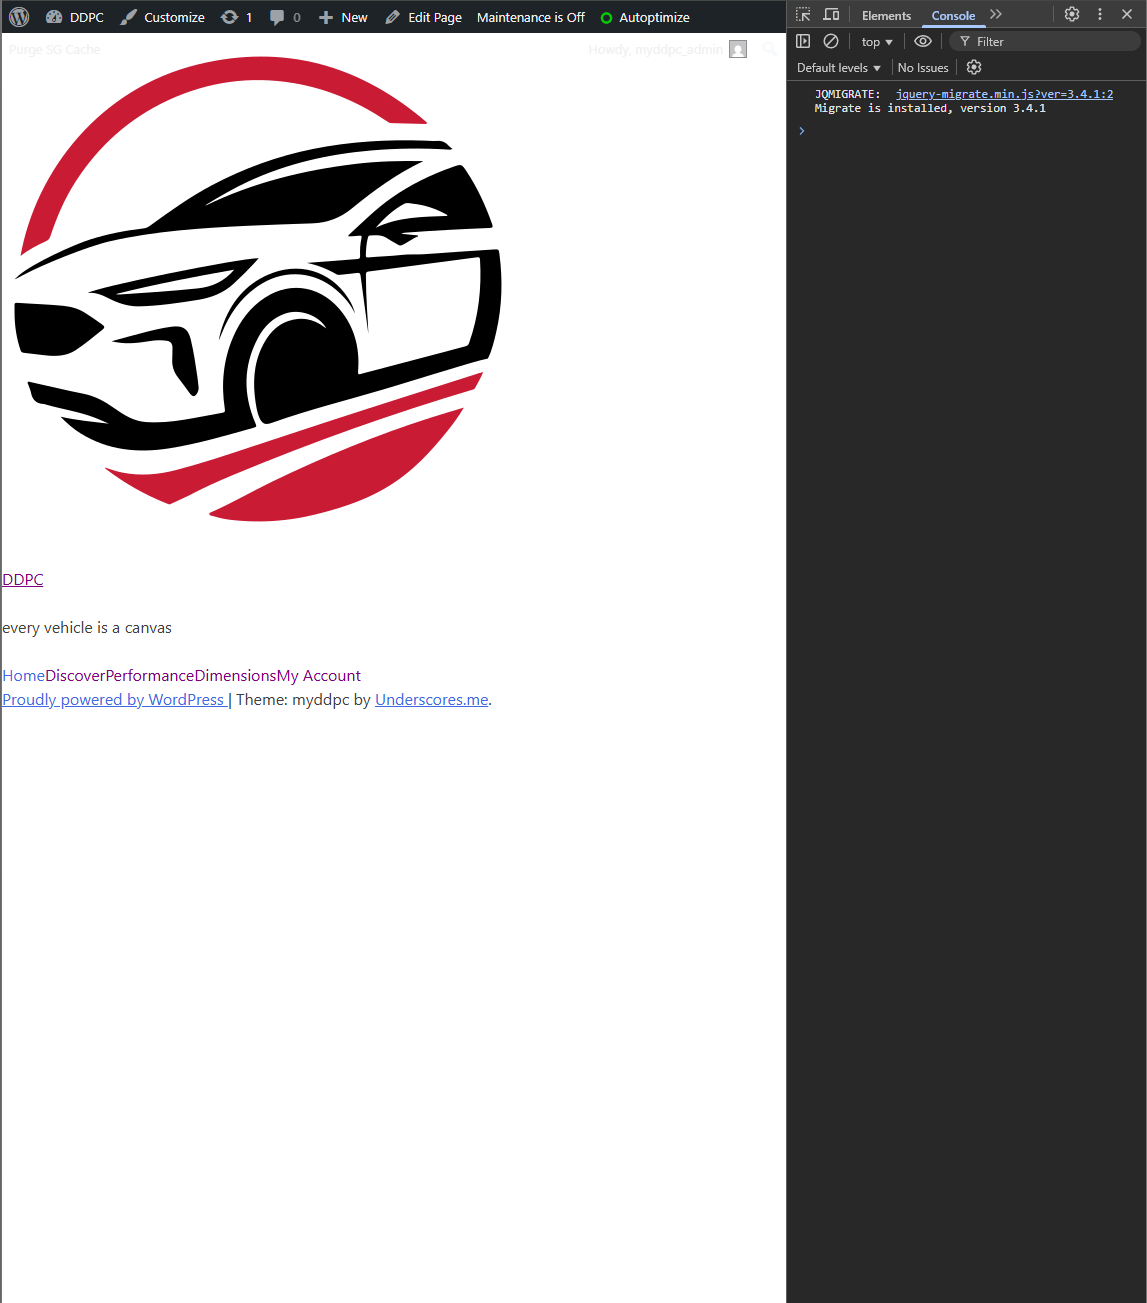 DDPC Customize 1 0 New Edit Page Maintenance is Off Autoptimize
Purge SG Cache Howdy, myddpc_admin
DDPC
every vehicle is a canvas
HomeDiscoverPerformanceDimensionsMy Account
Proudly powered by WordPress | Theme: myddpc by Underscores.me.
Elements Console
top Filter
Default levels No Issues
JQMIGRATE: jquery-migrate.min.js?ver=3.4.1:2
Migrate is installed, version 3.4.1